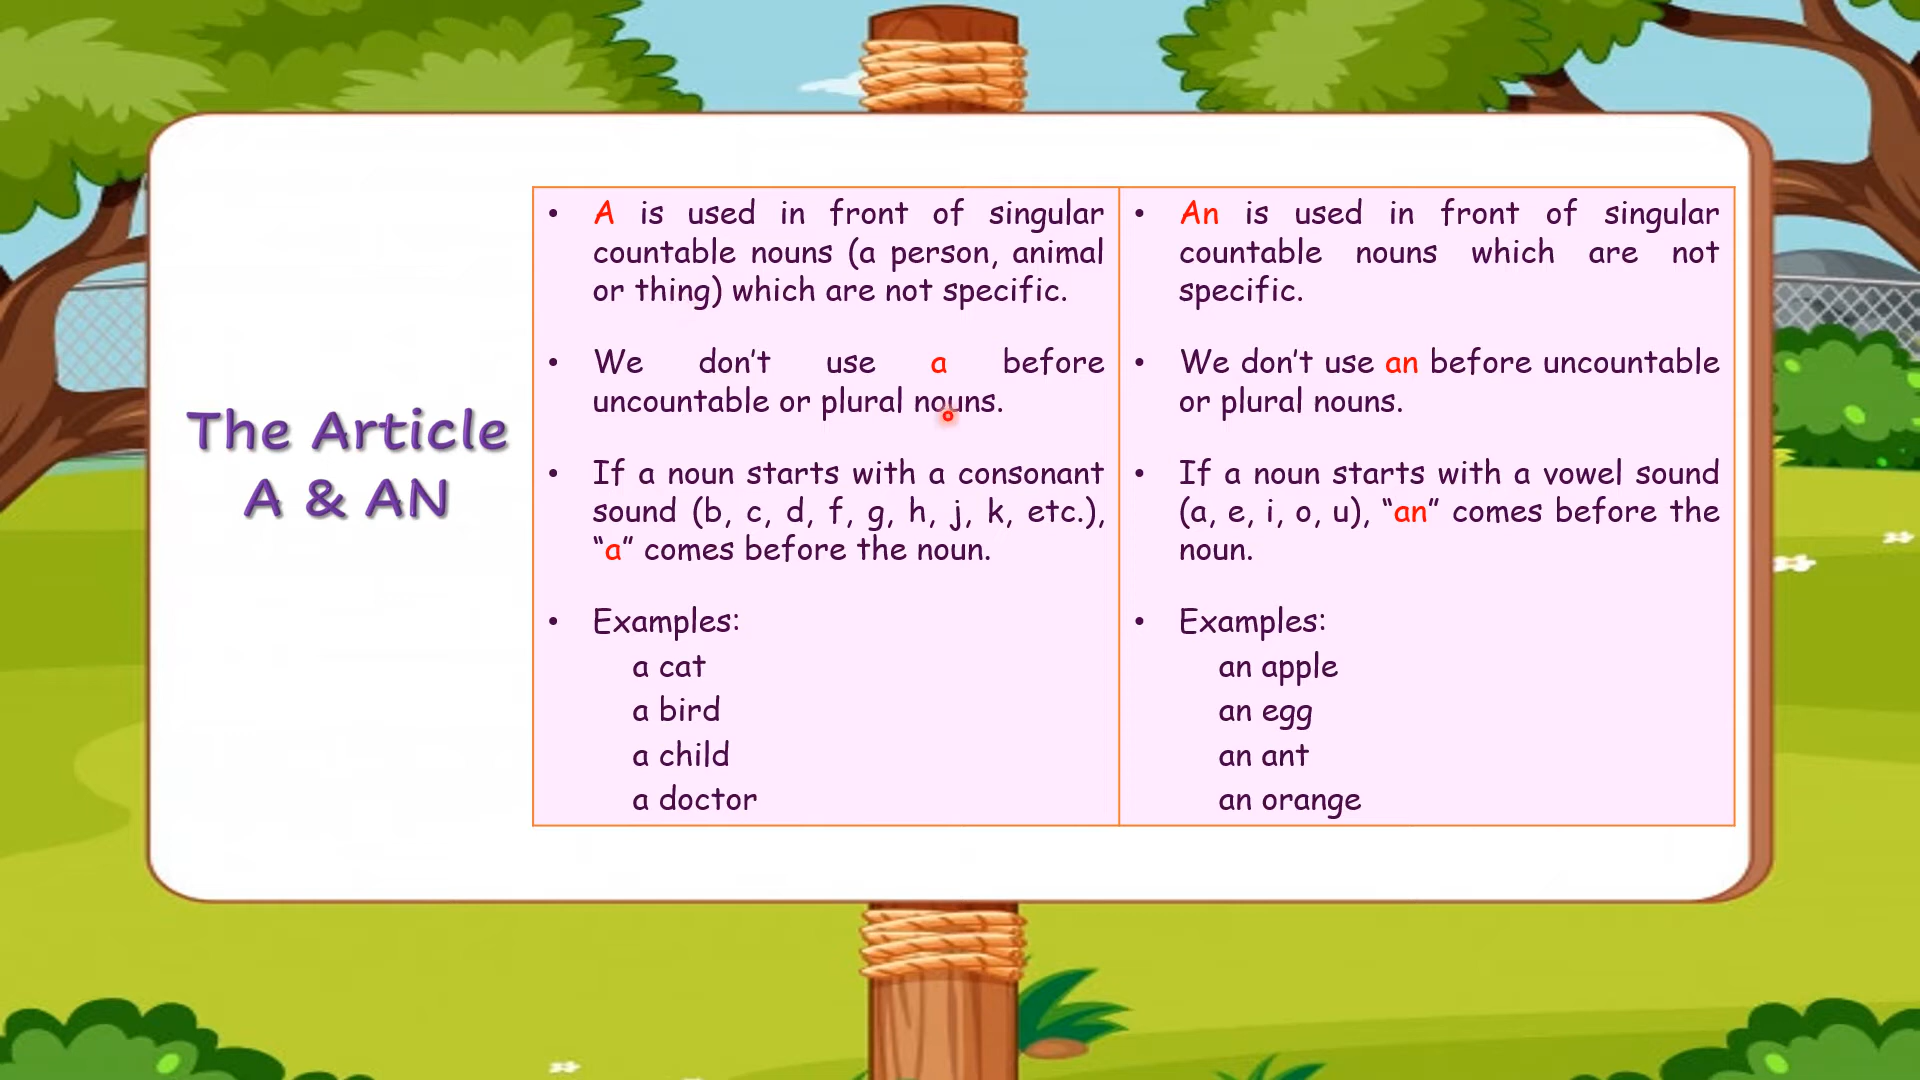 The Article
A & AN
• A is used in front of singular
countable nouns (a person, animal
or thing) which are not specific.
• We don’t use a before
uncountable or plural nouns.
• If a noun starts with a consonant
sound (b, c, d, f, g, h, j, k, etc.),
“a” comes before the noun.
• Examples:
a cat
a bird
a child
a doctor
• An is used in front of singular
countable nouns which are not
specific.
• We don’t use an before uncountable
or plural nouns.
• If a noun starts with a vowel sound
(a, e, i, o, u), “an” comes before the
noun.
• Examples:
an apple
an egg
an ant
an orange